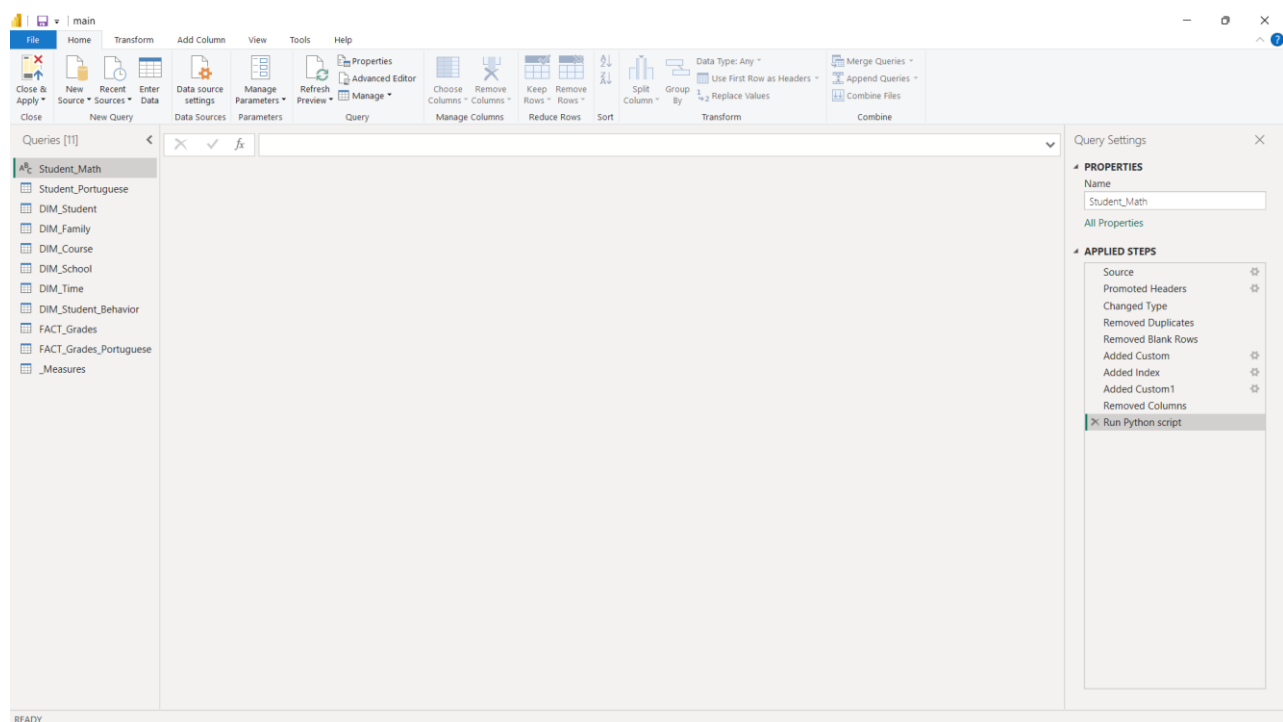 main
File Home Transform Add Column View Tools Help
Close & Apply
New Source
Recent Sources
Enter Data
Data source settings
Manage Parameters
Refresh Preview
Properties
Advanced Editor
Manage
Choose Columns
Remove Columns
Keep Rows
Remove Rows
Split Column
Group By
Data Type: Any
Use First Row as Headers
Replace Values
Merge Queries
Append Queries
Combine Files
Close New Query Data Sources Parameters Query Manage Columns Reduce Rows Sort Transform Combine
Queries [11]
fx
Query Settings
ABC Student_Math
Student_Portuguese
DIM_Student
DIM_Family
DIM_Course
DIM_School
DIM_Time
DIM_Student_Behavior
FACT_Grades
FACT_Grades_Portuguese
_Measures
PROPERTIES
Name
Student_Math
All Properties
APPLIED STEPS
Source
Promoted Headers
Changed Type
Removed Duplicates
Removed Blank Rows
Added Custom
Added Index
Added Custom1
Removed Columns
Run Python script
READY